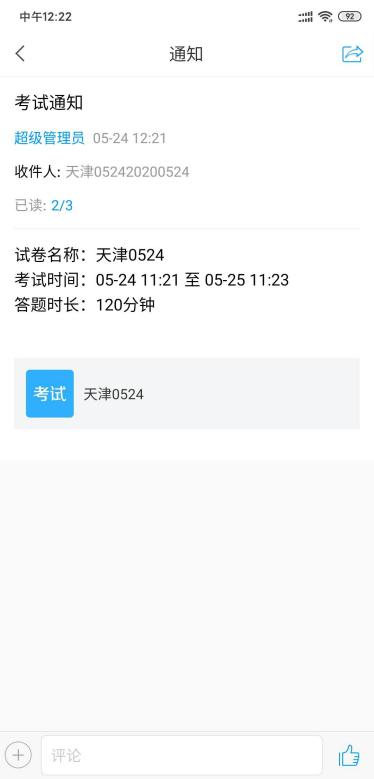 中午12:22
92
通知
考试通知
超级管理员 05-24 12:21
收件人: 天津052420200524
已读: 2/3
试卷名称：天津0524
考试时间：05-24 11:21 至 05-25 11:23
答题时长：120分钟
考试 天津0524
评论